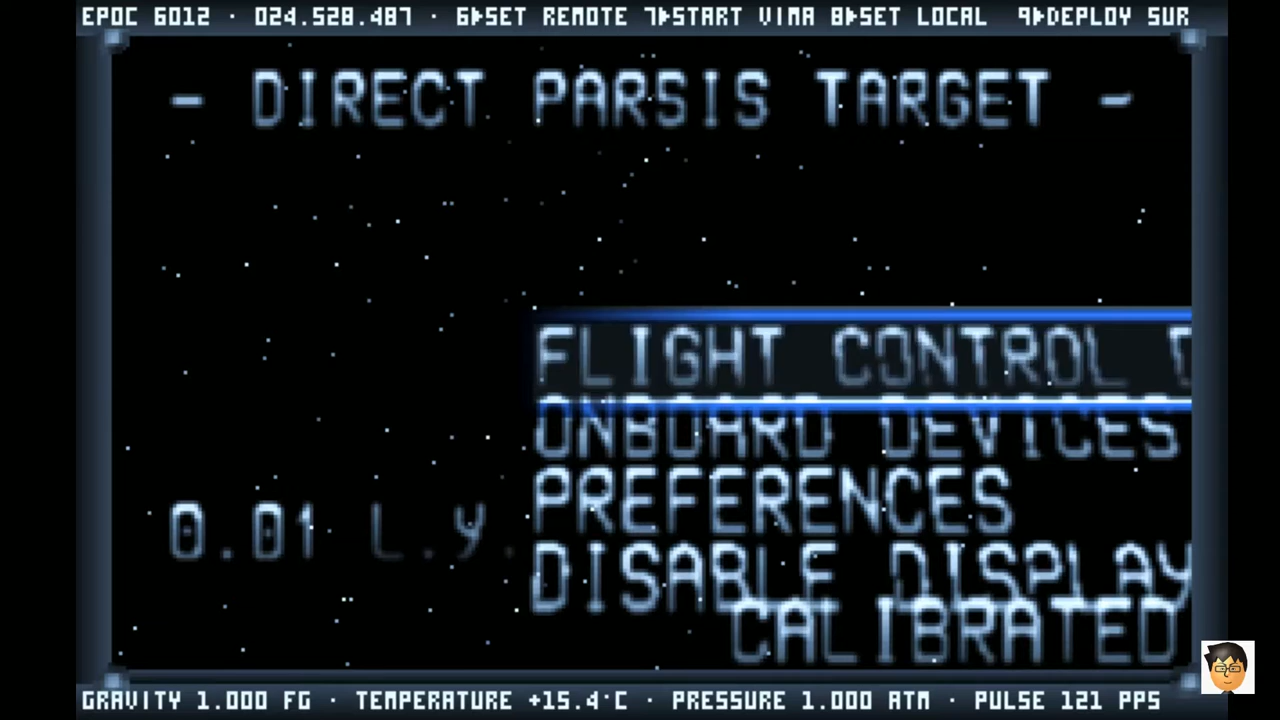 EPOC 6012 · 024.528.487 · 6▸SET REMOTE 7▸START VIMA 8▸SET LOCAL 9▸DEPLOY SUR
- DIRECT PARSIS TARGET -
FLIGHT CONTROL
ONBOARD DEVICES
PREFERENCES
0.01 L.Y.
DISABLE DISPLAY
CALIBRATED
GRAVITY 1.000 FG · TEMPERATURE +15.4°C · PRESSURE 1.000 ATM · PULSE 121 PPS